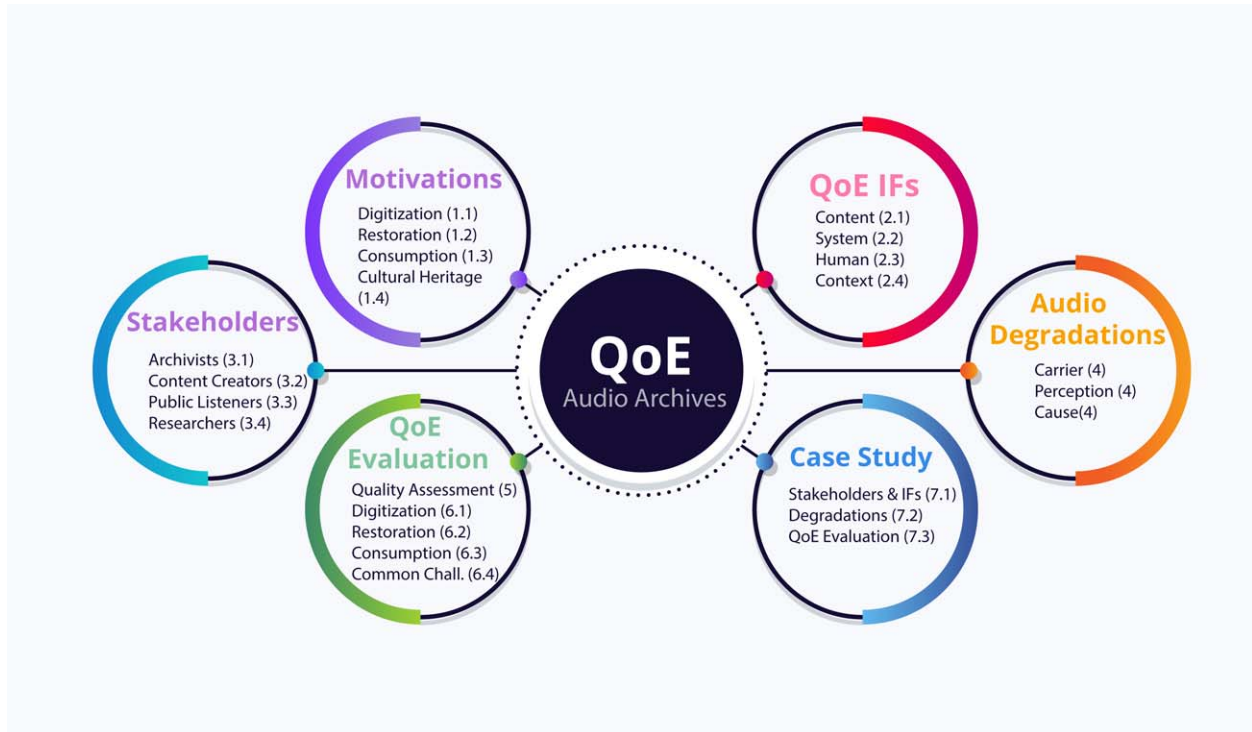 Motivations
Digitization (1.1)
Restoration (1.2)
Consumption (1.3)
Cultural Heritage
(1.4)
QoE IFs
Content (2.1)
System (2.2)
Human (2.3)
Context (2.4)
Stakeholders
Archivists (3.1)
Content Creators (3.2)
Public Listeners (3.3)
Researchers (3.4)
QoE
Audio Archives
Audio
Degradations
Carrier (4)
Perception (4)
Cause(4)
QoE
Evaluation
Quality Assessment (5)
Digitization (6.1)
Restoration (6.2)
Consumption (6.3)
Common Chall. (6.4)
Case Study
Stakeholders & IFs (7.1)
Degradations (7.2)
QoE Evaluation (7.3)